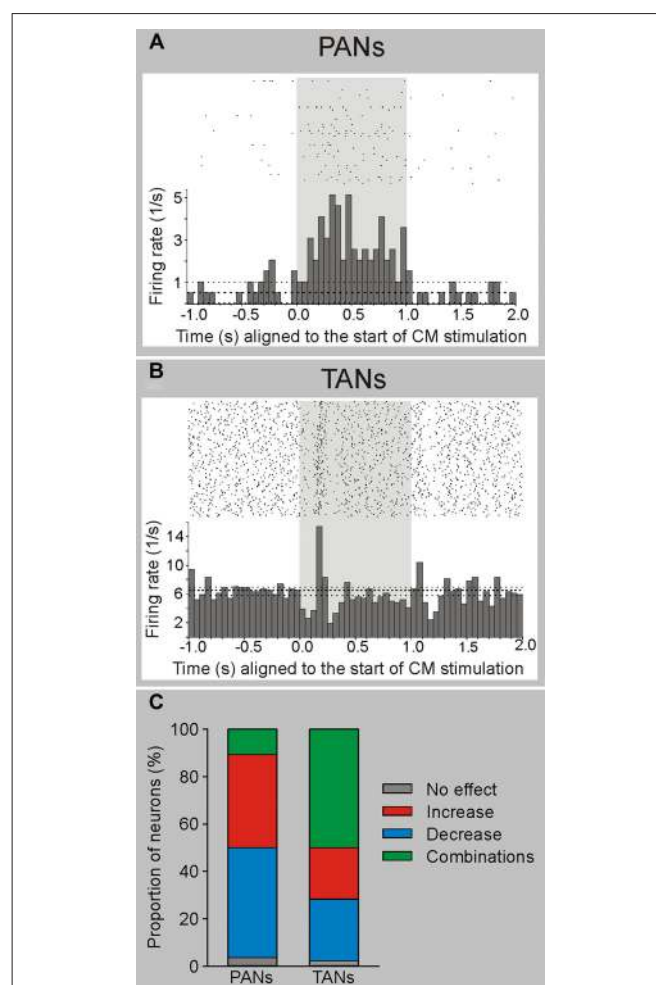 A
PANs
Firing rate (1/s)
5
3
1
-1.0 -0.5 0.0 0.5 1.0 1.5 2.0
Time (s) aligned to the start of CM stimulation
B
TANs
Firing rate (1/s)
14
10
6
2
-1.0 -0.5 0.0 0.5 1.0 1.5 2.0
Time (s) aligned to the start of CM stimulation
C
Proportion of neurons (%)
100
80
60
40
20
0
PANs TANs
No effect
Increase
Decrease
Combinations